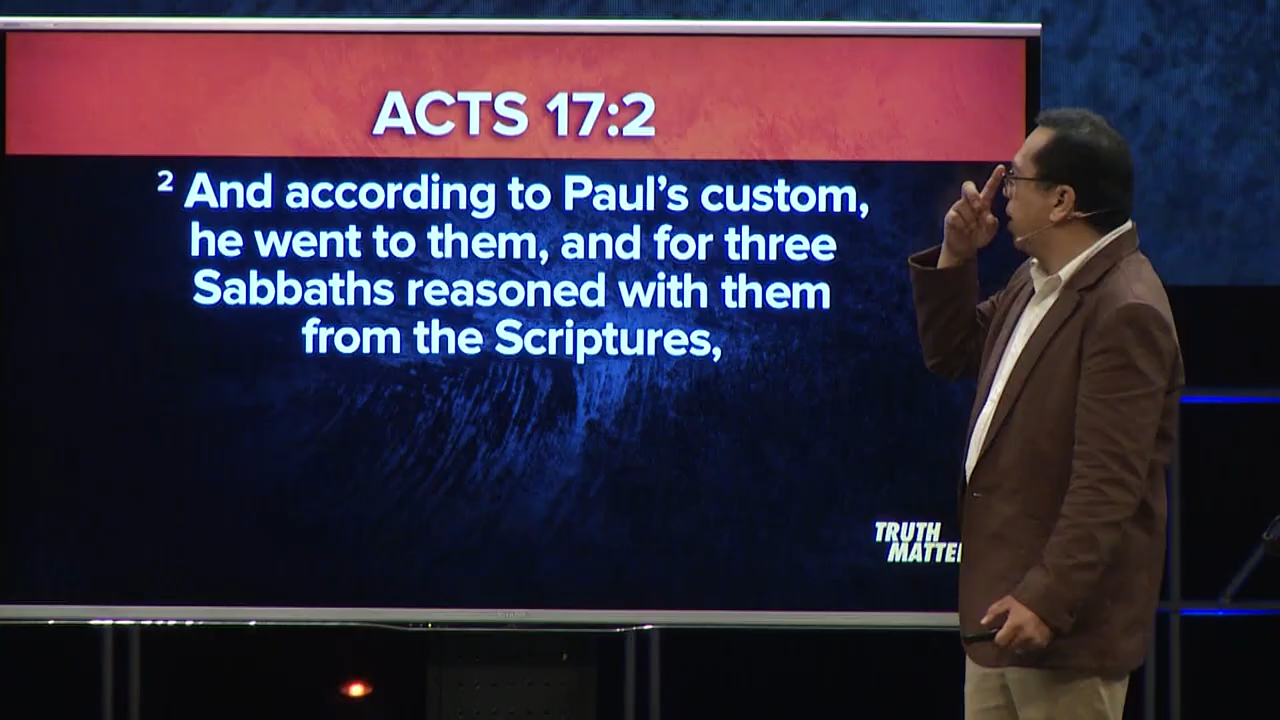 ACTS 17:2
² And according to Paul’s custom,
he went to them, and for three
Sabbaths reasoned with them
from the Scriptures,
TRUTH
MATTE